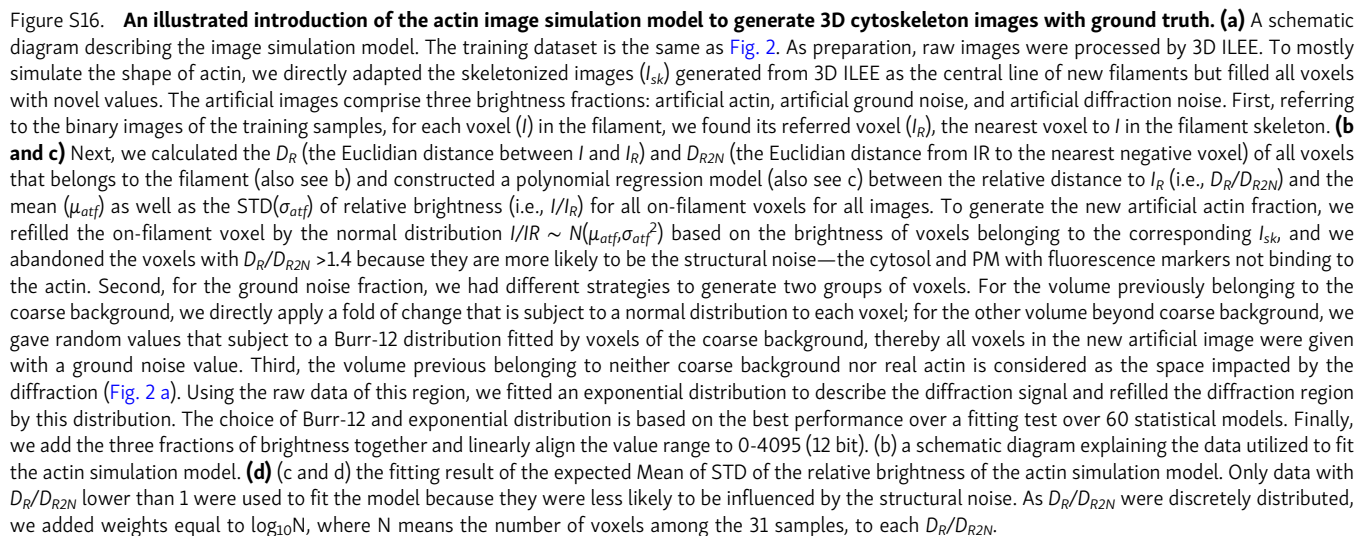 Figure S16. An illustrated introduction of the actin image simulation model to generate 3D cytoskeleton images with ground truth. (a) A schematic
diagram describing the image simulation model. The training dataset is the same as Fig. 2. As preparation, raw images were processed by 3D ILEE. To mostly
simulate the shape of actin, we directly adapted the skeletonized images (I_sk) generated from 3D ILEE as the central line of new filaments but filled all voxels
with novel values. The artificial images comprise three brightness fractions: artificial actin, artificial ground noise, and artificial diffraction noise. First, referring
to the binary images of the training samples, for each voxel (I) in the filament, we found its referred voxel (I_R), the nearest voxel to I in the filament skeleton. (b
and c) Next, we calculated the D_R (the Euclidian distance between I and I_R) and D_R2N (the Euclidian distance from IR to the nearest negative voxel) of all voxels
that belongs to the filament (also see b) and constructed a polynomial regression model (also see c) between the relative distance to I_R (i.e., D_R/D_R2N) and the
mean (μ_atf) as well as the STD(σ_atf) of relative brightness (i.e., I/I_R) for all on-filament voxels for all images. To generate the new artificial actin fraction, we
refilled the on-filament voxel by the normal distribution I/IR ~ N(μ_atf,σ_atf²) based on the brightness of voxels belonging to the corresponding I_sk, and we
abandoned the voxels with D_R/D_R2N >1.4 because they are more likely to be the structural noise—the cytosol and PM with fluorescence markers not binding to
the actin. Second, for the ground noise fraction, we had different strategies to generate two groups of voxels. For the volume previously belonging to the
coarse background, we directly apply a fold of change that is subject to a normal distribution to each voxel; for the other volume beyond coarse background, we
gave random values that subject to a Burr-12 distribution fitted by voxels of the coarse background, thereby all voxels in the new artificial image were given
with a ground noise value. Third, the volume previous belonging to neither coarse background nor real actin is considered as the space impacted by the
diffraction (Fig. 2 a). Using the raw data of this region, we fitted an exponential distribution to describe the diffraction signal and refilled the diffraction region
by this distribution. The choice of Burr-12 and exponential distribution is based on the best performance over a fitting test over 60 statistical models. Finally,
we add the three fractions of brightness together and linearly align the value range to 0-4095 (12 bit). (b) a schematic diagram explaining the data utilized to fit
the actin simulation model. (d) (c and d) the fitting result of the expected Mean of STD of the relative brightness of the actin simulation model. Only data with
D_R/D_R2N lower than 1 were used to fit the model because they were less likely to be influenced by the structural noise. As D_R/D_R2N were discretely distributed,
we added weights equal to log₁₀N, where N means the number of voxels among the 31 samples, to each D_R/D_R2N.